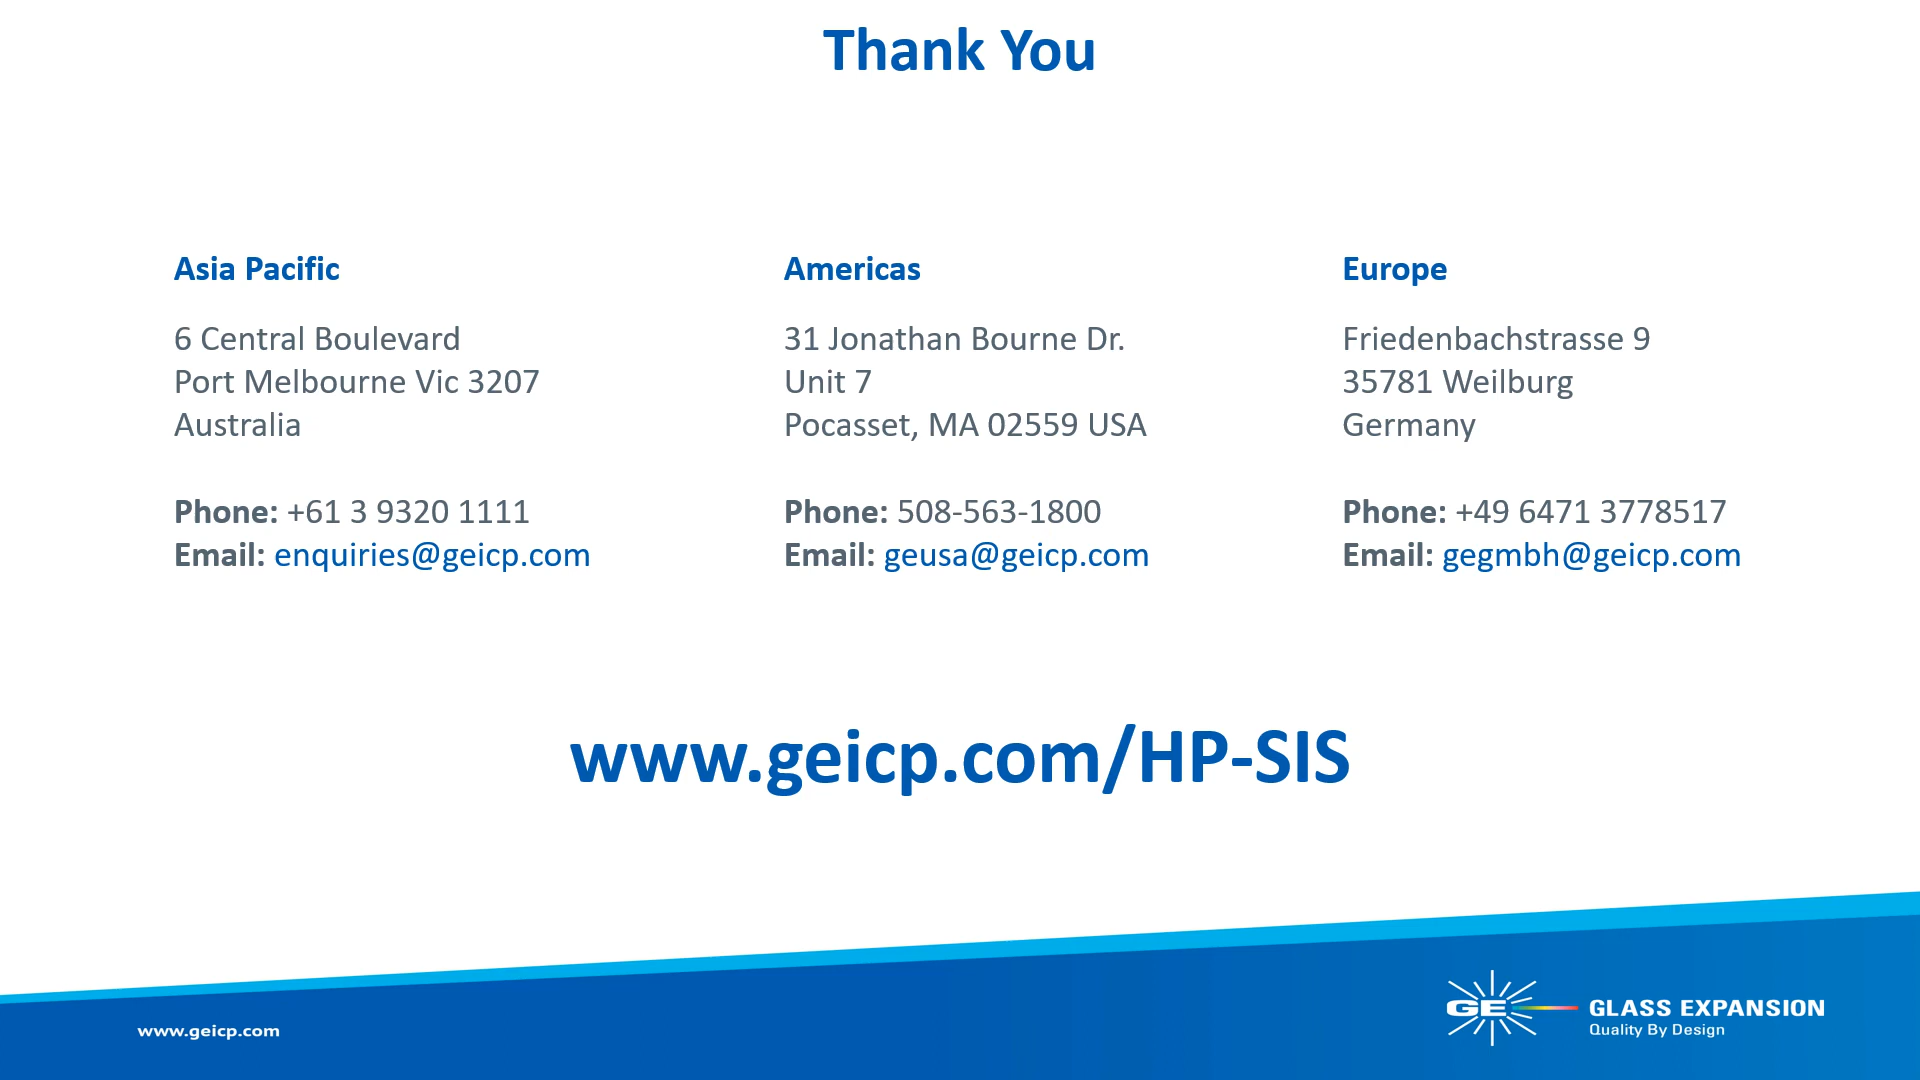 Thank You
Asia Pacific
6 Central Boulevard
Port Melbourne Vic 3207
Australia
Phone: +61 3 9320 1111
Email: enquiries@geicp.com
Americas
31 Jonathan Bourne Dr.
Unit 7
Pocasset, MA 02559 USA
Phone: 508-563-1800
Email: geusa@geicp.com
Europe
Friedenbachstrasse 9
35781 Weilburg
Germany
Phone: +49 6471 3778517
Email: gegmbh@geicp.com
www.geicp.com/HP-SIS
www.geicp.com
GE
GLASS EXPANSION
Quality By Design